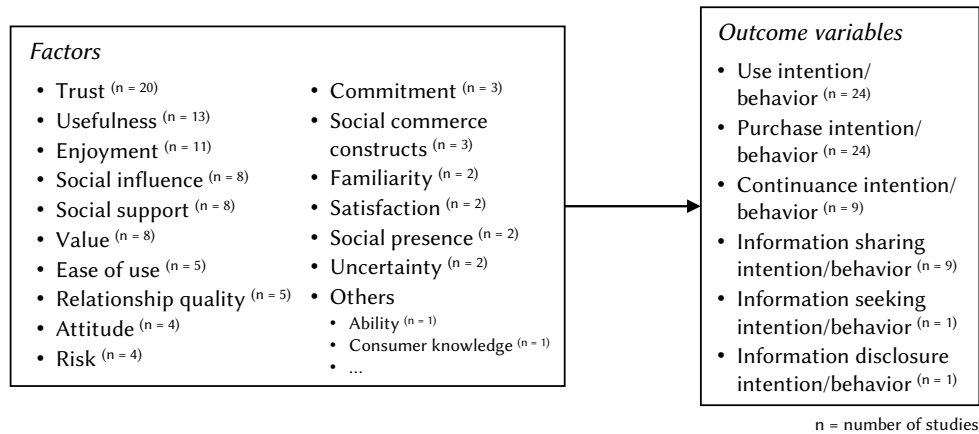 Factors
• Trust (n = 20)
• Usefulness (n = 13)
• Enjoyment (n = 11)
• Social influence (n = 8)
• Social support (n = 8)
• Value (n = 8)
• Ease of use (n = 5)
• Relationship quality (n = 5)
• Attitude (n = 4)
• Risk (n = 4)
• Commitment (n = 3)
• Social commerce
constructs (n = 3)
• Familiarity (n = 2)
• Satisfaction (n = 2)
• Social presence (n = 2)
• Uncertainty (n = 2)
• Others
• Ability (n = 1)
• Consumer knowledge (n = 1)
• ...
Outcome variables
• Use intention/
behavior (n = 24)
• Purchase intention/
behavior (n = 24)
• Continuance intention/
behavior (n = 9)
• Information sharing
intention/behavior (n = 9)
• Information seeking
intention/behavior (n = 1)
• Information disclosure
intention/behavior (n = 1)
n = number of studies